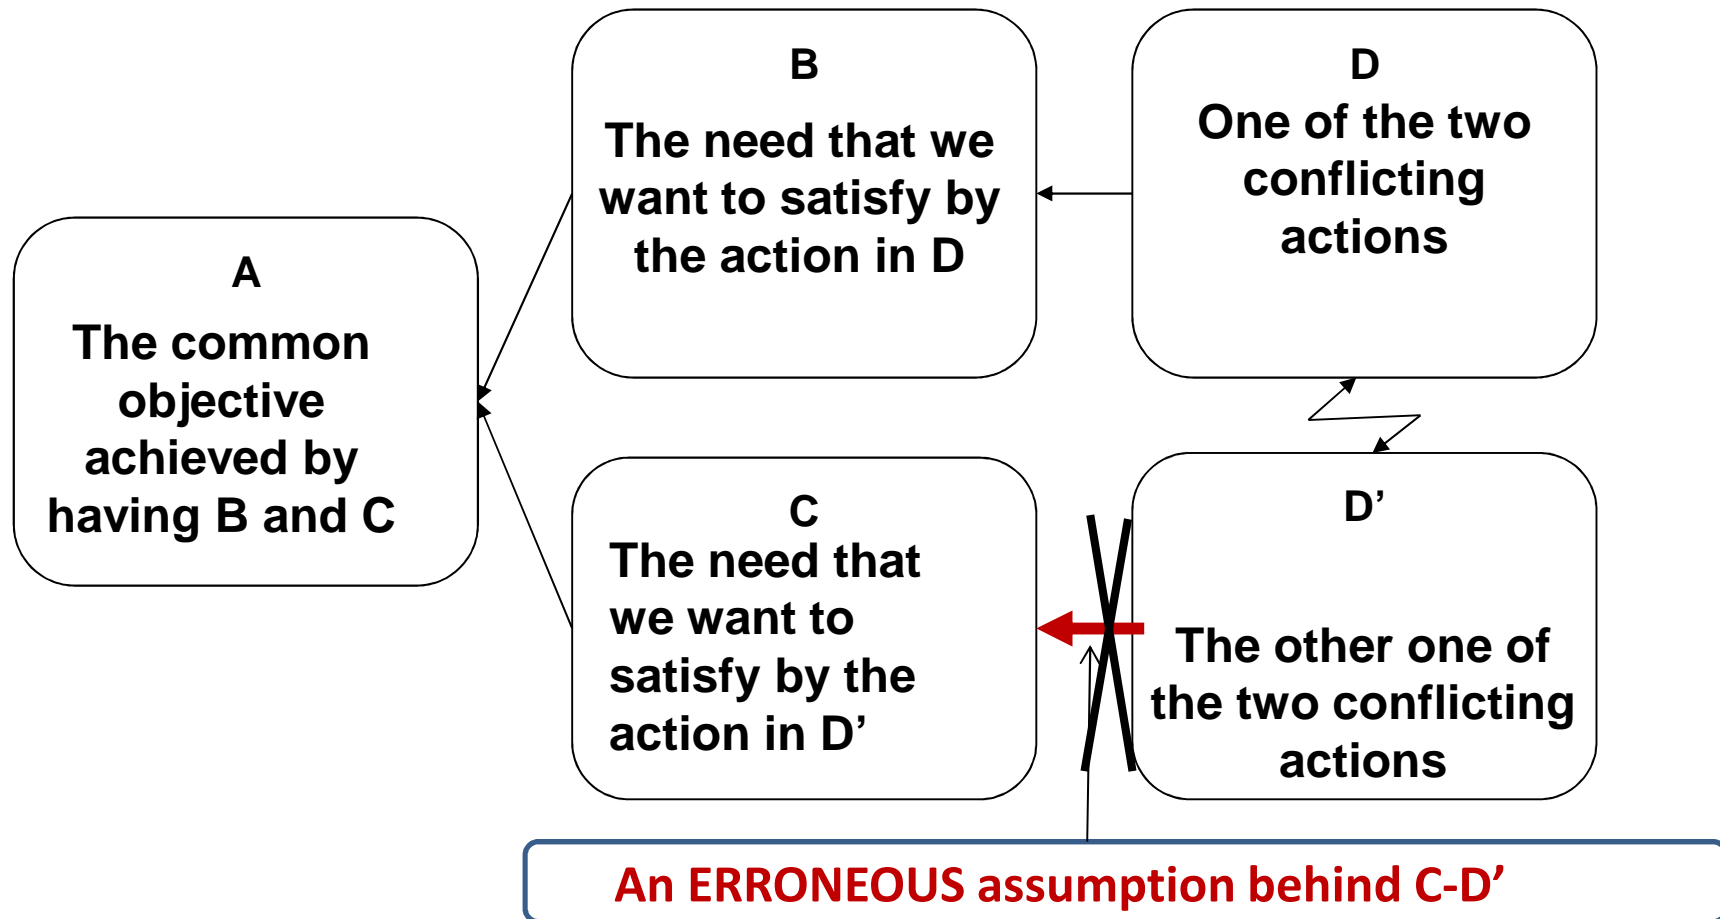 A
The common
objective
achieved by
having B and C
B
The need that we
want to satisfy by
the action in D
D
One of the two
conflicting
actions
C
The need that
we want to
satisfy by the
action in D’
D’
The other one of
the two conflicting
actions
An ERRONEOUS assumption behind C-D’